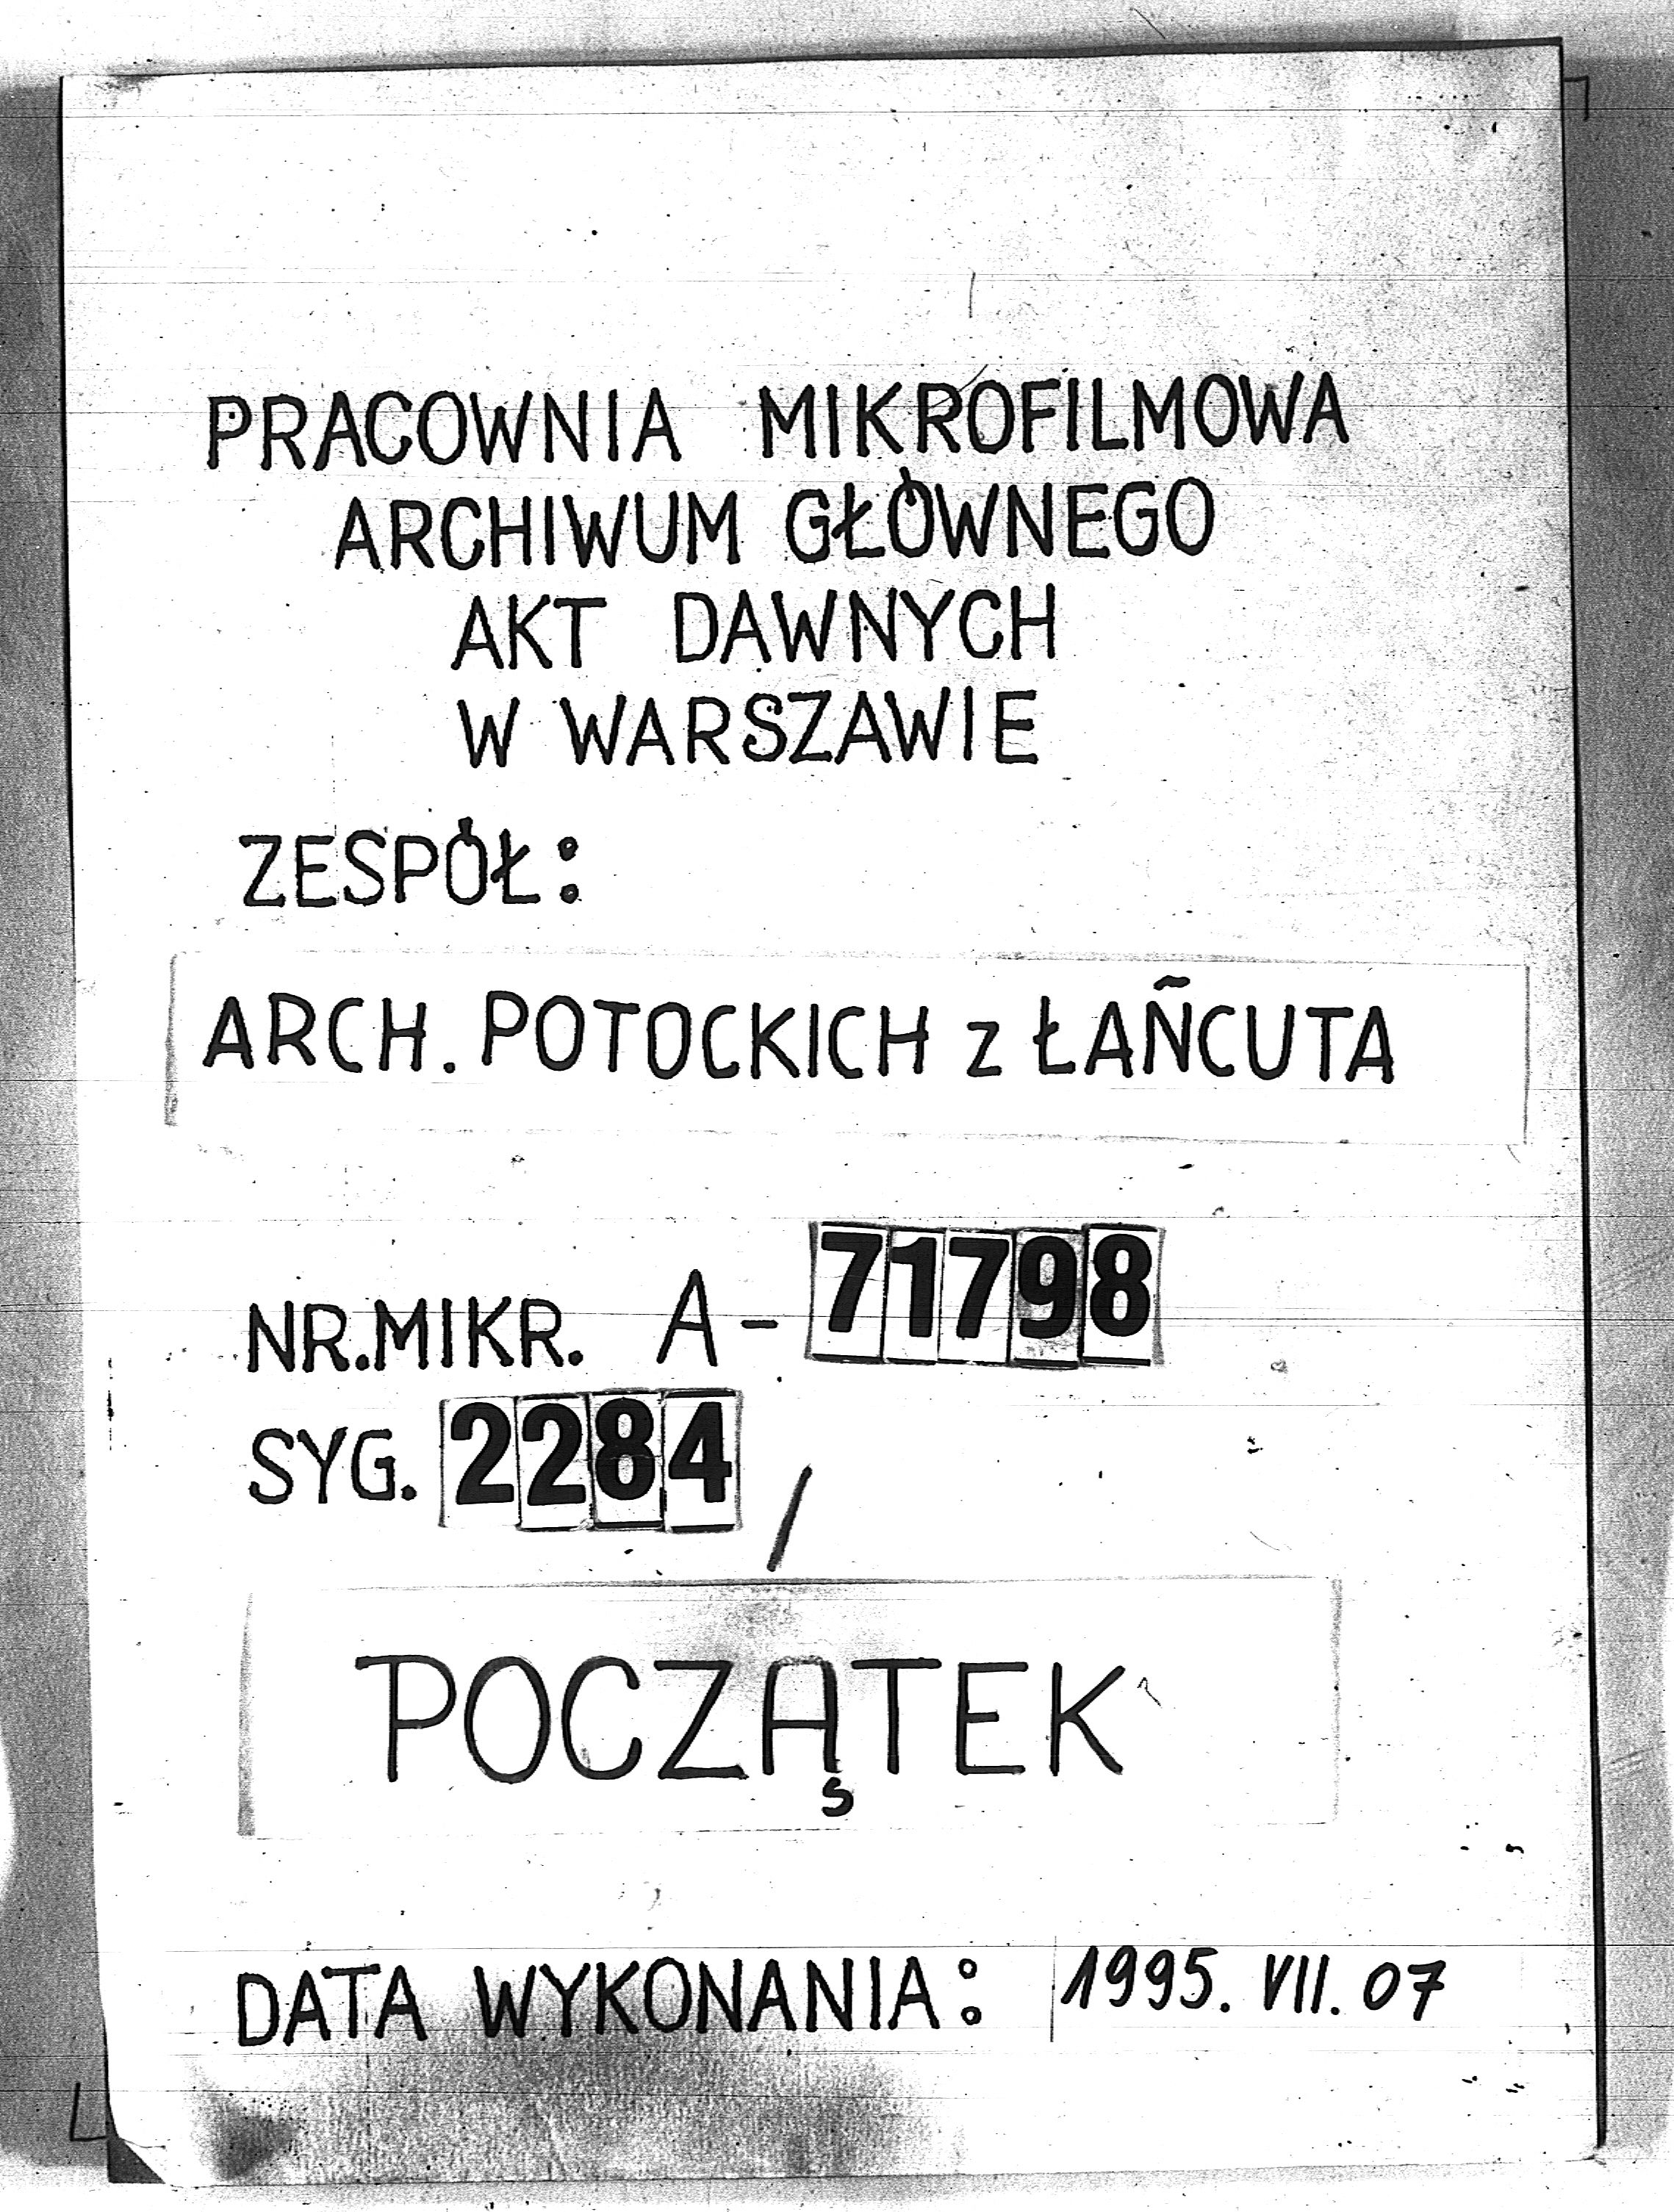 PRACOWNIA MIKROFILMOWA
ARCHIWUM GŁÓWNEGO
AKT DAWNYCH
W WARSZAWIE
ZESPÓŁ:
ARCH. POTOCKICH z ŁAŃCUTA
NR.MIKR. A-71798
SYG. 2284 /
POCZĄTEK
DATA WYKONANIA: 1995. VII. 07